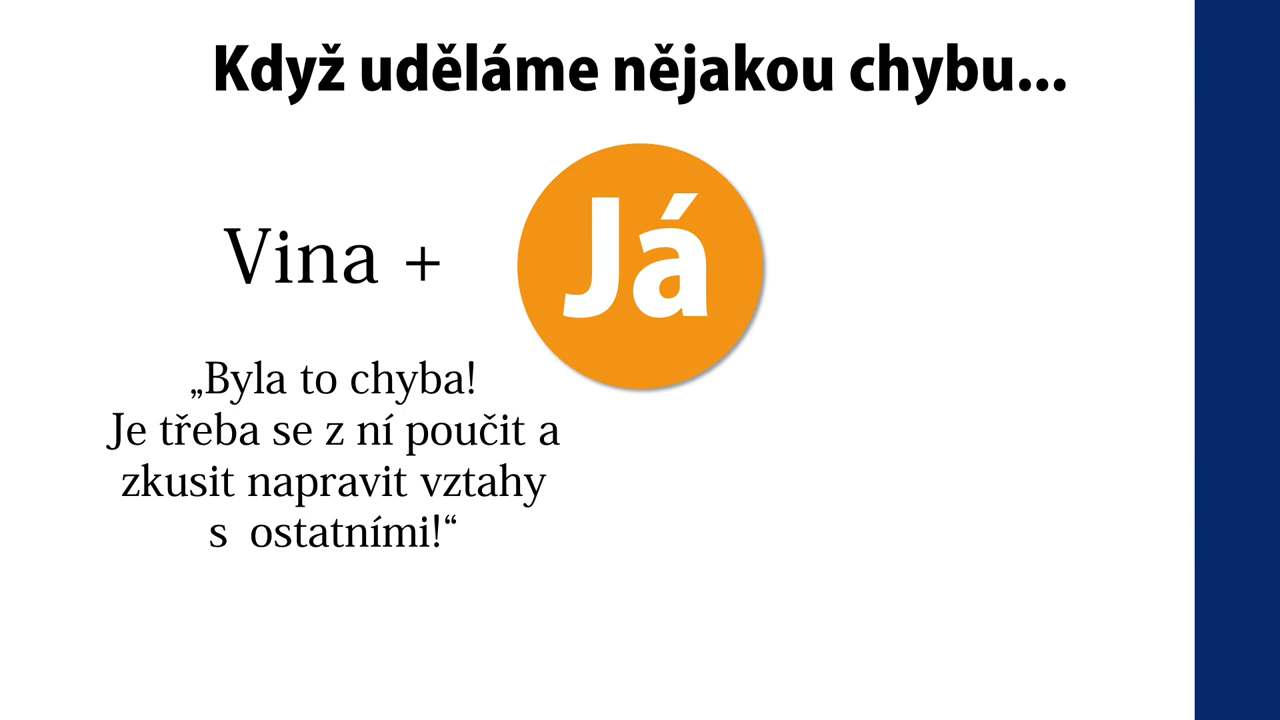 Když uděláme nějakou chybu...
Vina +
Já
„Byla to chyba!
Je třeba se z ní poučit a
zkusit napravit vztahy
s ostatními!“